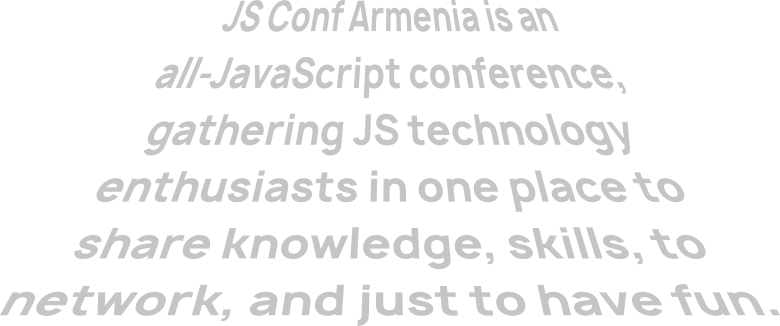 JS Conf Armenia is an
all-JavaScript conference,
gathering JS technology
enthusiasts in one place to
share knowledge, skills, to
network, and just to have fun.